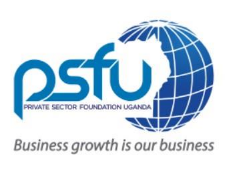 psfu
PRIVATE SECTOR FOUNDATION UGANDA
Business growth is our business